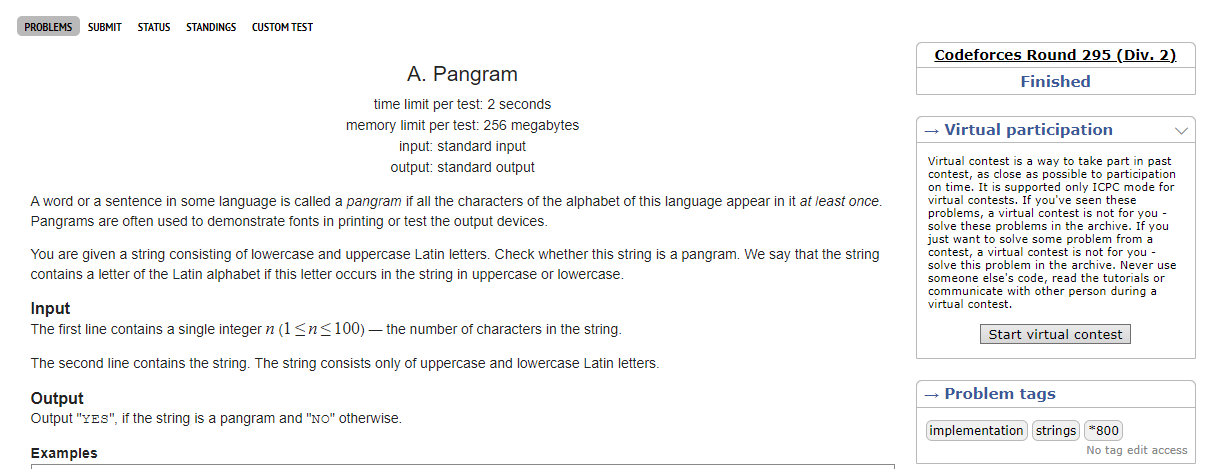 PROBLEMS SUBMIT STATUS STANDINGS CUSTOM TEST
A. Pangram
time limit per test: 2 seconds
memory limit per test: 256 megabytes
input: standard input
output: standard output
A word or a sentence in some language is called a pangram if all the characters of the alphabet of this language appear in it at least once.
Pangrams are often used to demonstrate fonts in printing or test the output devices.
You are given a string consisting of lowercase and uppercase Latin letters. Check whether this string is a pangram. We say that the string
contains a letter of the Latin alphabet if this letter occurs in the string in uppercase or lowercase.
Input
The first line contains a single integer n (1 ≤ n ≤ 100) — the number of characters in the string.
The second line contains the string. The string consists only of uppercase and lowercase Latin letters.
Output
Output "YES", if the string is a pangram and "NO" otherwise.
Examples
Codeforces Round 295 (Div. 2)
Finished
→ Virtual participation
Virtual contest is a way to take part in past
contest, as close as possible to participation
on time. It is supported only ICPC mode for
virtual contests. If you've seen these
problems, a virtual contest is not for you -
solve these problems in the archive. If you
just want to solve some problem from a
contest, a virtual contest is not for you -
solve this problem in the archive. Never use
someone else's code, read the tutorials or
communicate with other person during a
virtual contest.
Start virtual contest
→ Problem tags
implementation strings *800
No tag edit access